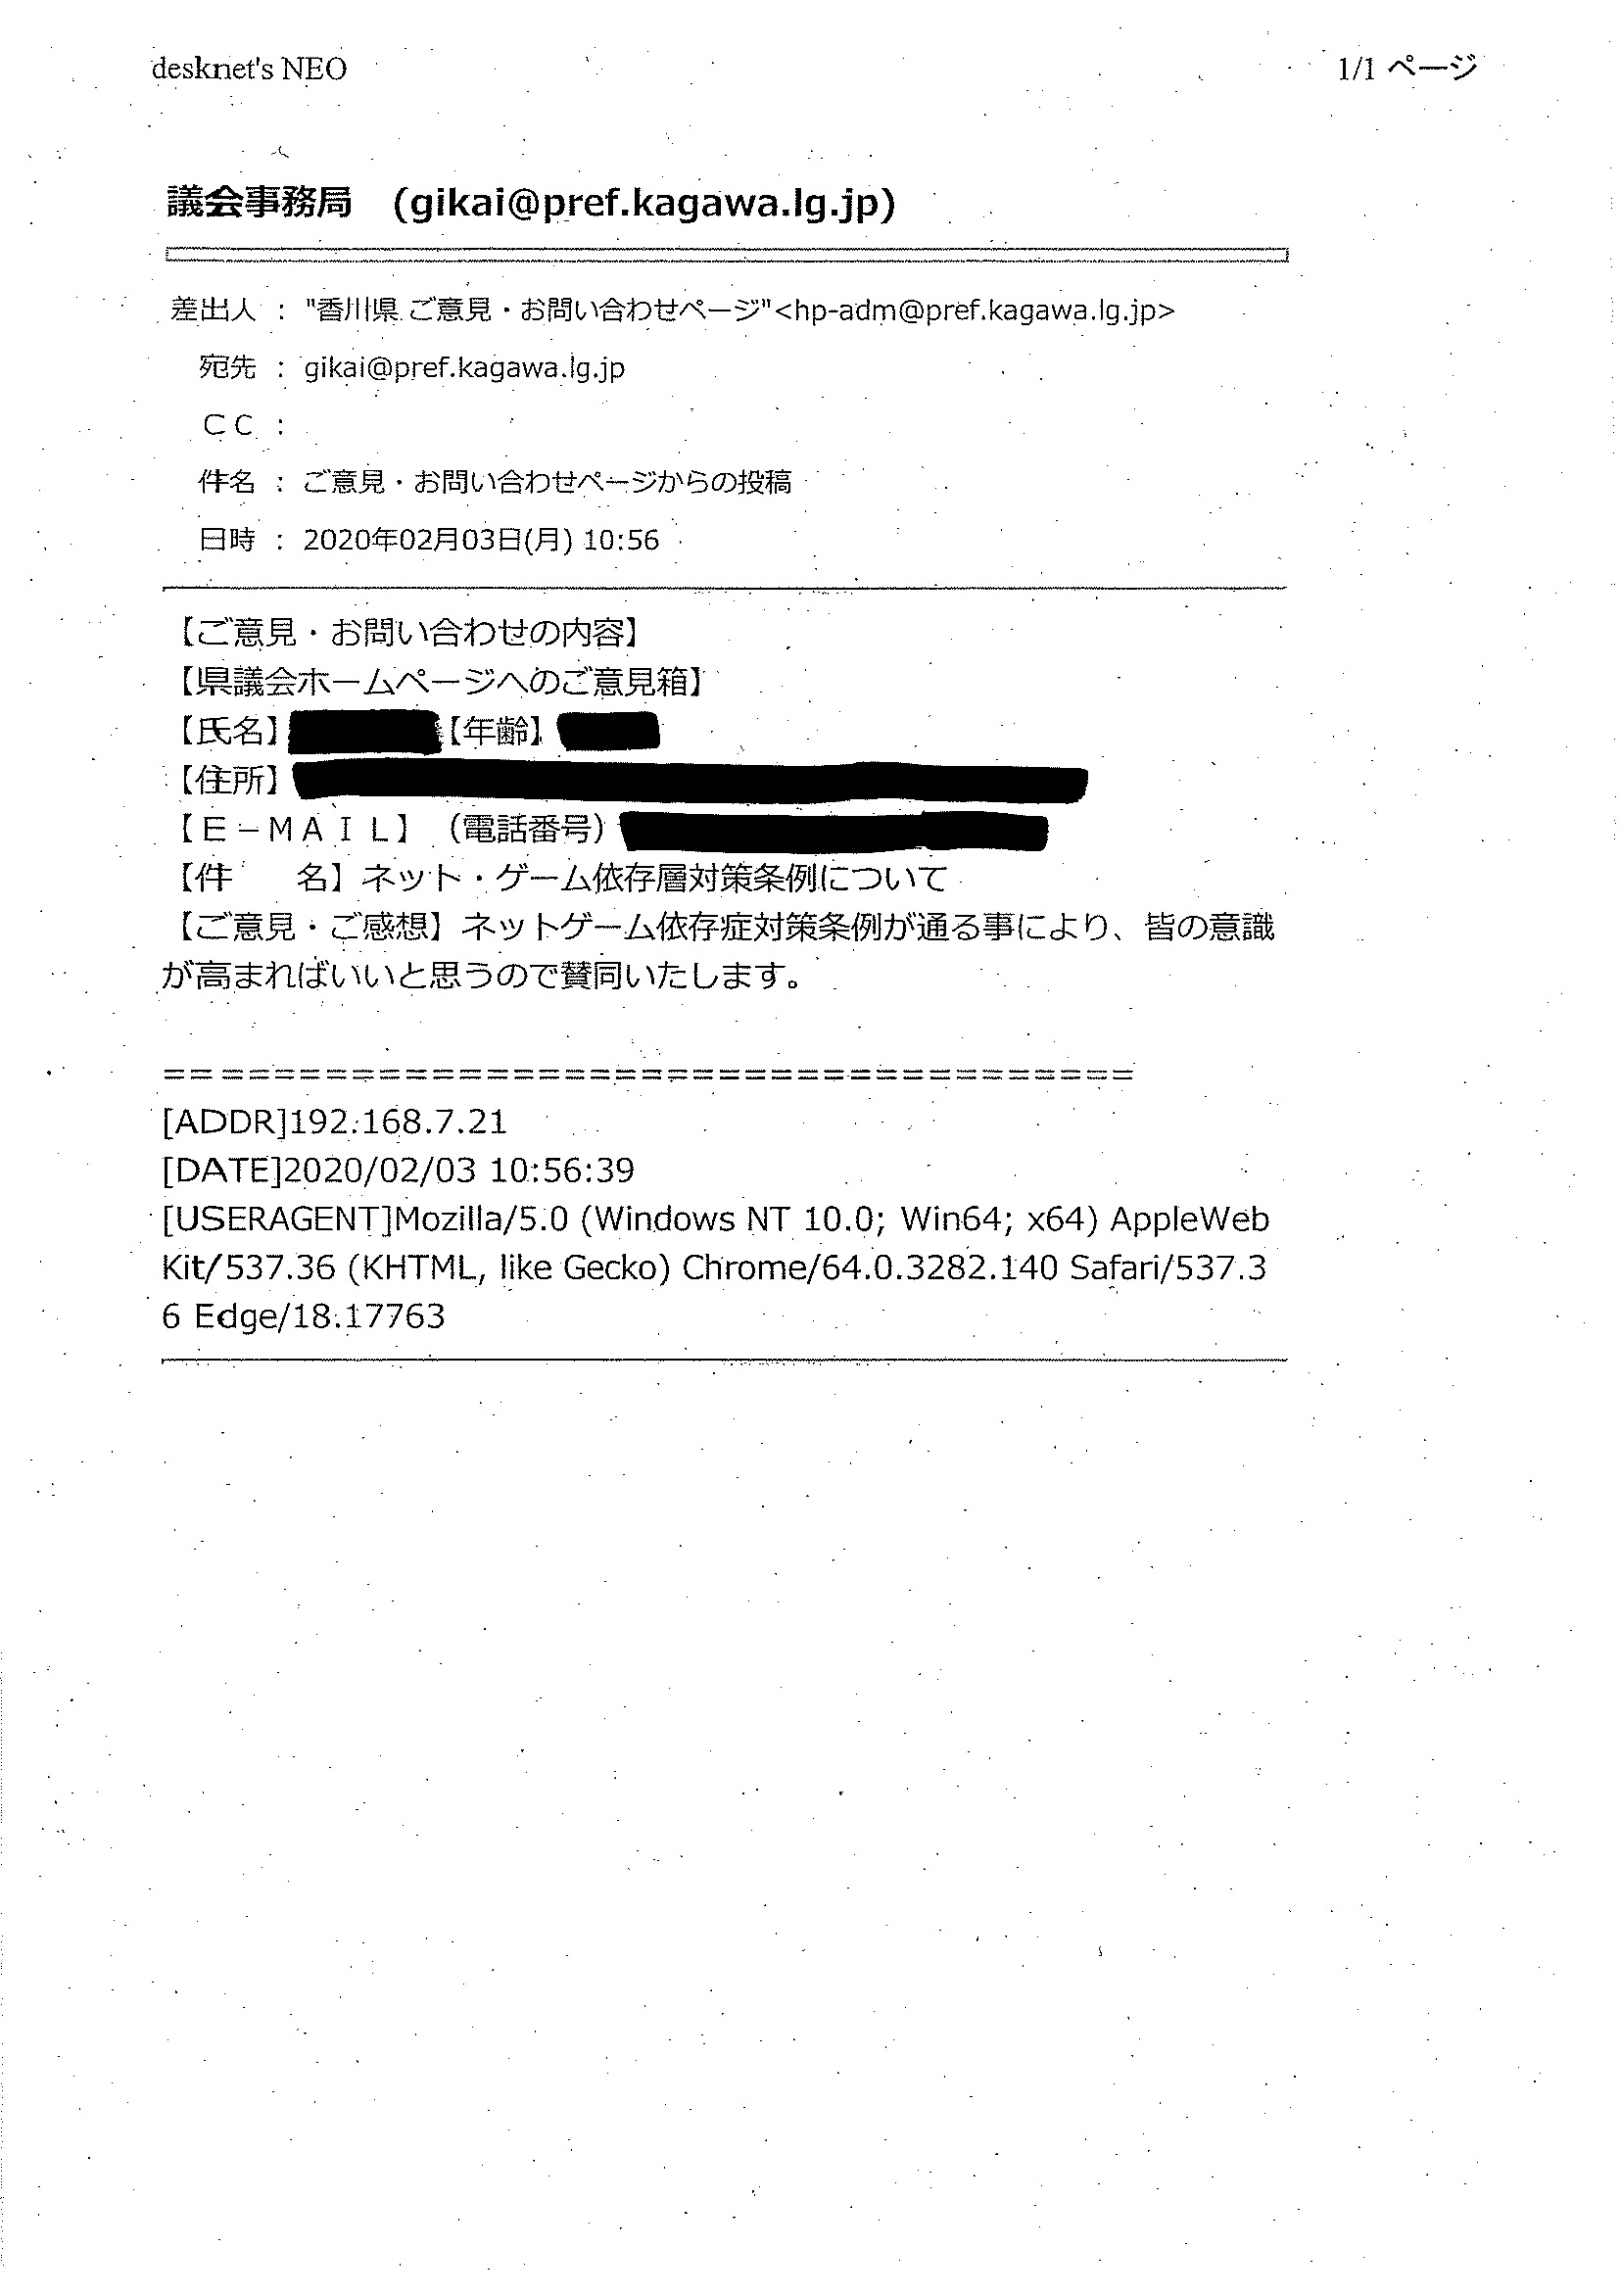 desknet's NEO 1/1 ページ
議会事務局 (gikai@pref.kagawa.lg.jp)
差出人 : "香川県 ご意見・お問い合わせページ"<hp-adm@pref.kagawa.lg.jp>
宛先 : gikai@pref.kagawa.lg.jp
ＣＣ :
件名 : ご意見・お問い合わせページからの投稿
日時 : 2020年02月03日(月) 10:56
【ご意見・お問い合わせの内容】
【県議会ホームページへのご意見箱】
【氏名】 【年齢】
【住所】
【Ｅ－ＭＡＩＬ】（電話番号）
【件　　名】ネット・ゲーム依存層対策条例について
【ご意見・ご感想】ネットゲーム依存症対策条例が通る事により、皆の意識
が高まればいいと思うので賛同いたします。
======================================
[ADDR]192.168.7.21
[DATE]2020/02/03 10:56:39
[USERAGENT]Mozilla/5.0 (Windows NT 10.0; Win64; x64) AppleWeb
Kit/537.36 (KHTML, like Gecko) Chrome/64.0.3282.140 Safari/537.3
6 Edge/18.17763